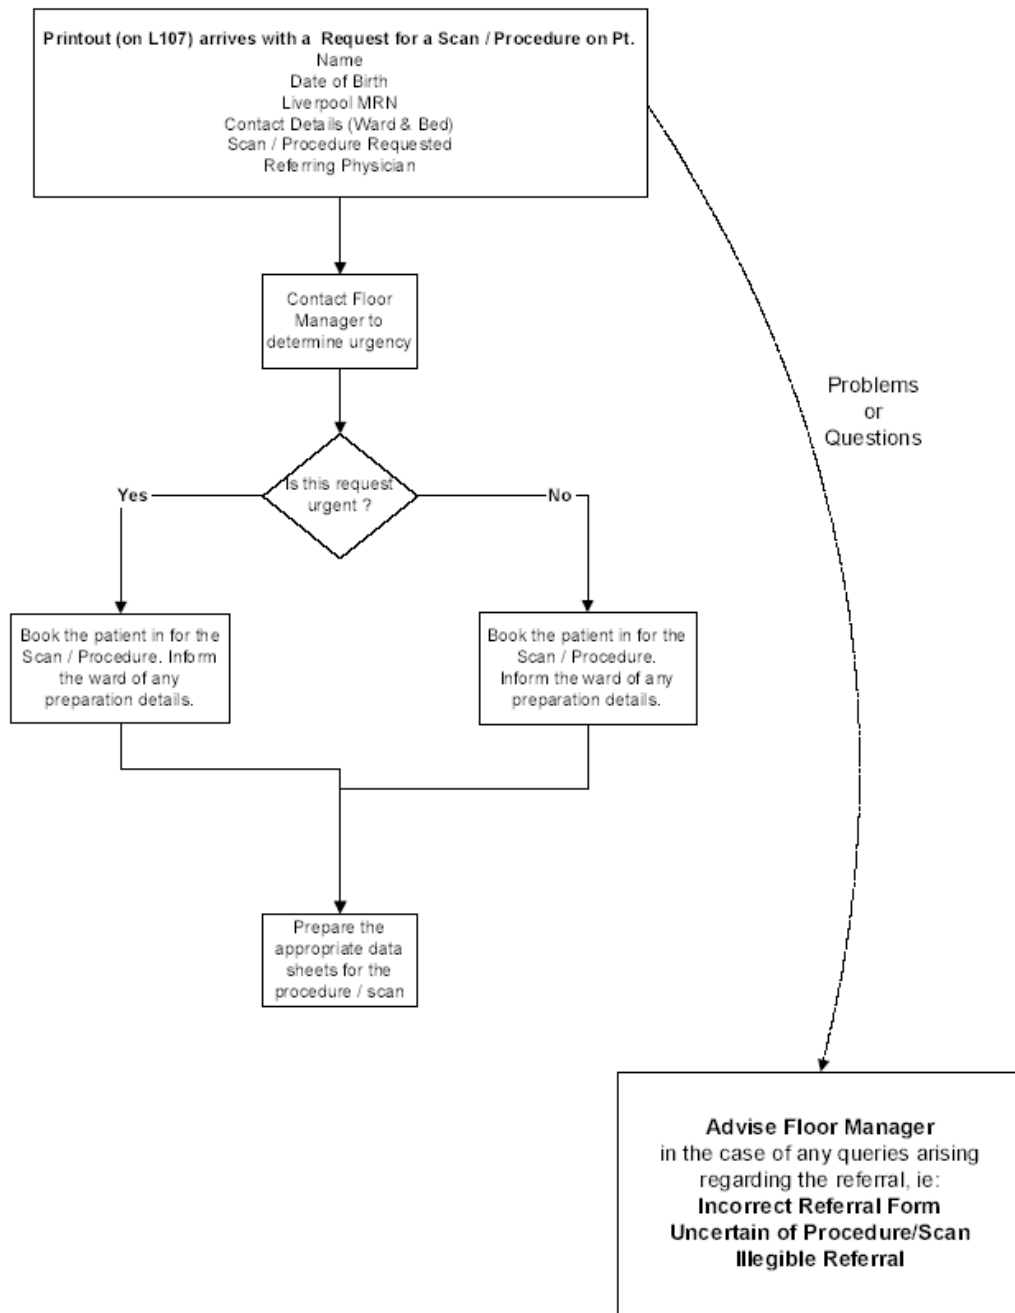 Printout (on L107) arrives with a Request for a Scan / Procedure on Pt.
Name
Date of Birth
Liverpool MRN
Contact Details (Ward & Bed)
Scan / Procedure Requested
Referring Physician
Contact Floor
Manager to
determine urgency
Problems
or
Questions
Is this request
urgent ?
Yes
No
Book the patient in for the
Scan / Procedure. Inform
the ward of any
preparation details.
Book the patient in for the
Scan / Procedure.
Inform the ward of any
preparation details.
Prepare the
appropriate data
sheets for the
procedure / scan
Advise Floor Manager
in the case of any queries arising
regarding the referral, ie:
Incorrect Referral Form
Uncertain of Procedure/Scan
Illegible Referral